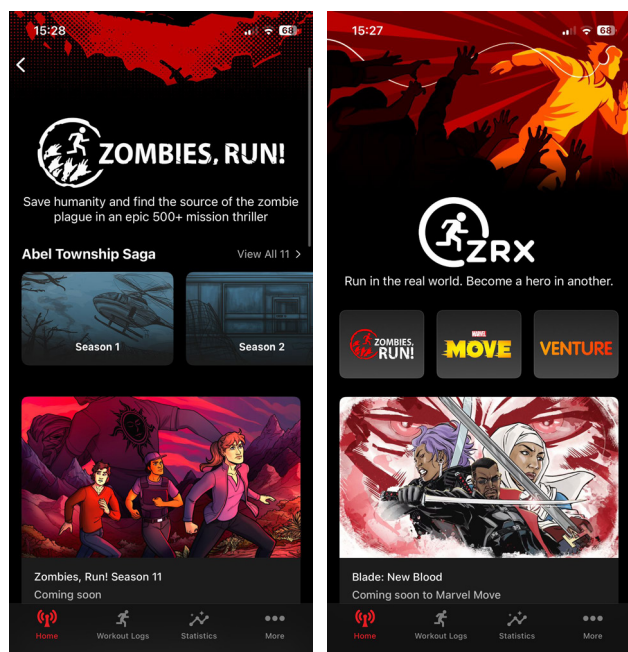 15:28
68
ZOMBIES, RUN!
Save humanity and find the source of the zombie
plague in an epic 500+ mission thriller
Abel Township Saga
View All 11 >
Season 1
Season 2
Zombies, Run! Season 11
Coming soon
Home
Workout Logs
Statistics
More
15:27
68
ZRX
Run in the real world. Become a hero in another.
ZOMBIES,
RUN!
MARVEL
MOVE
VENTURE
Blade: New Blood
Coming soon to Marvel Move
Home
Workout Logs
Statistics
More